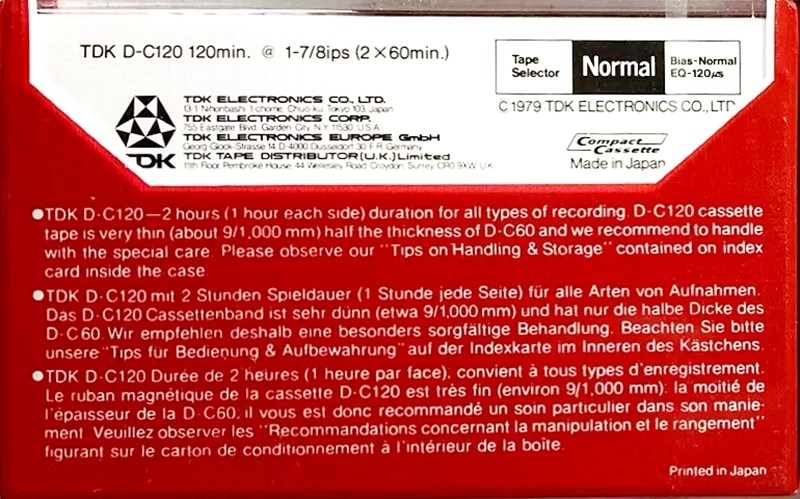 TDK D-C120 120min. @ 1-7/8ips (2×60min.)
Tape Selector Normal Bias-Normal EQ-120μs
©1979 TDK ELECTRONICS CO., LTD
TDK ELECTRONICS CO., LTD.
13-1 Nihonbashi 1-chome, Chuo-ku, Tokyo 103, Japan
TDK ELECTRONICS CORP.
755 Eastgate Blvd., Garden City, N.Y. 11530, U.S.A.
TDK ELECTRONICS EUROPE GmbH
Georg-Glock-Strasse 14 D-4000 Dusseldorf 30 F.R. Germany
TDK TAPE DISTRIBUTOR (U.K.) Limited
11th Floor Pembroke House, 44 Wellesley Road, Croydon, Surrey CR0 9XW U.K.
TDK
Compact Cassette
Made in Japan
●TDK D-C120—2 hours (1 hour each side) duration for all types of recording. D-C120 cassette
tape is very thin (about 9/1,000 mm) half the thickness of D-C60 and we recommend to handle
with the special care. Please observe our "Tips on Handling & Storage" contained on index
card inside the case.
●TDK D-C120 mit 2 Stunden Spieldauer (1 Stunde jede Seite) für alle Arten von Aufnahmen.
Das D-C120 Cassettenband ist sehr dünn (etwa 9/1,000 mm) und hat nur die halbe Dicke des
D-C60. Wir empfehlen deshalb eine besonders sorgfältige Behandlung. Beachten Sie bitte
unsere "Tips für Bedienung & Aufbewahrung" auf der Indexkarte im Inneren des Kästchens.
●TDK D-C120 Durée de 2 heures (1 heure par face), convient à tous types d'enregistrement.
Le ruban magnétique de la cassette D-C120 est très fin (environ 9/1,000 mm): la moitié de
l'épaisseur de la D-C60, il vous est donc recommandé un soin particulier dans son manie-
ment. Veuillez observer les "Recommandations concernant la manipulation et le rangement"
figurant sur le carton de conditionnement à l'intérieur de la boîte.
Printed in Japan